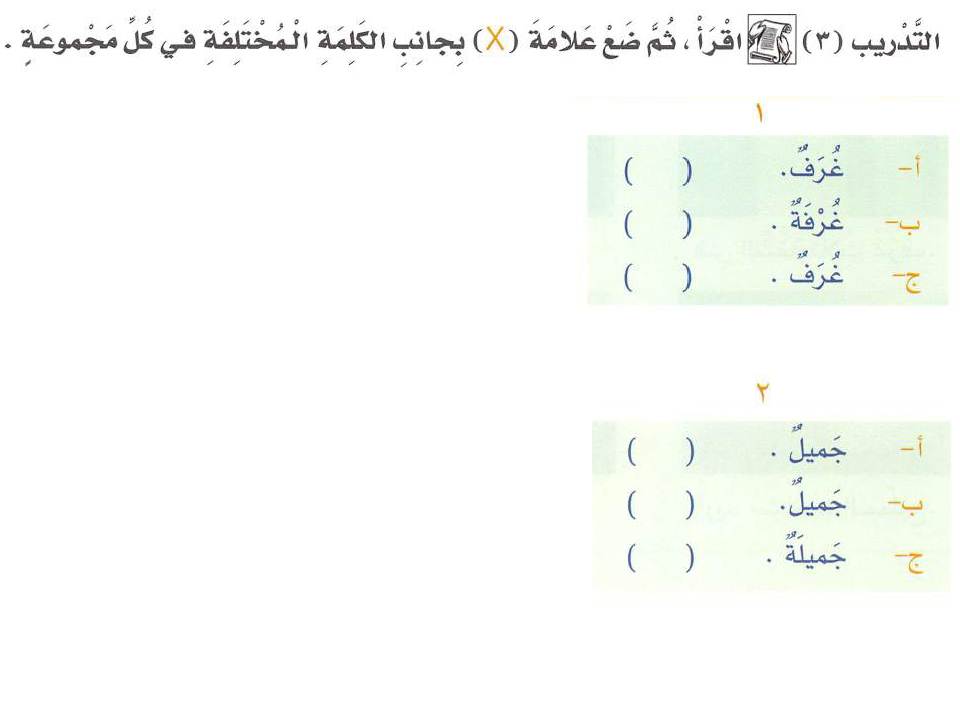 التَّدْريب (٣) اقْرَأْ ، ثُمَّ ضَعْ عَلامَةَ (X) بِجانِبِ الكَلِمَةِ الْمُخْتَلِفَةِ في كُلِّ مَجْموعَةٍ .
١
أ- غُرَفٌ. ( )
ب- غُرْفَةٌ . ( )
ج- غُرَفٌ . ( )
٢
أ- جَميلٌ . ( )
ب- جَميلٌ. ( )
ج- جَميلَةٌ . ( )